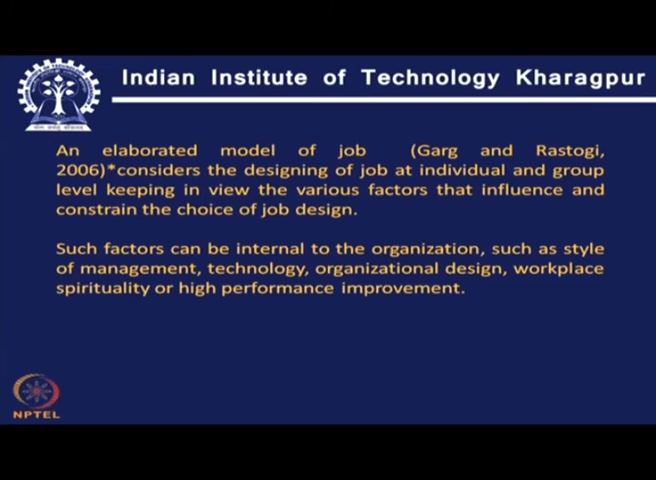 Indian Institute of Technology Kharagpur
An elaborated model of job (Garg and Rastogi,
2006)*considers the designing of job at individual and group
level keeping in view the various factors that influence and
constrain the choice of job design.
Such factors can be internal to the organization, such as style
of management, technology, organizational design, workplace
spirituality or high performance improvement.
NPTEL